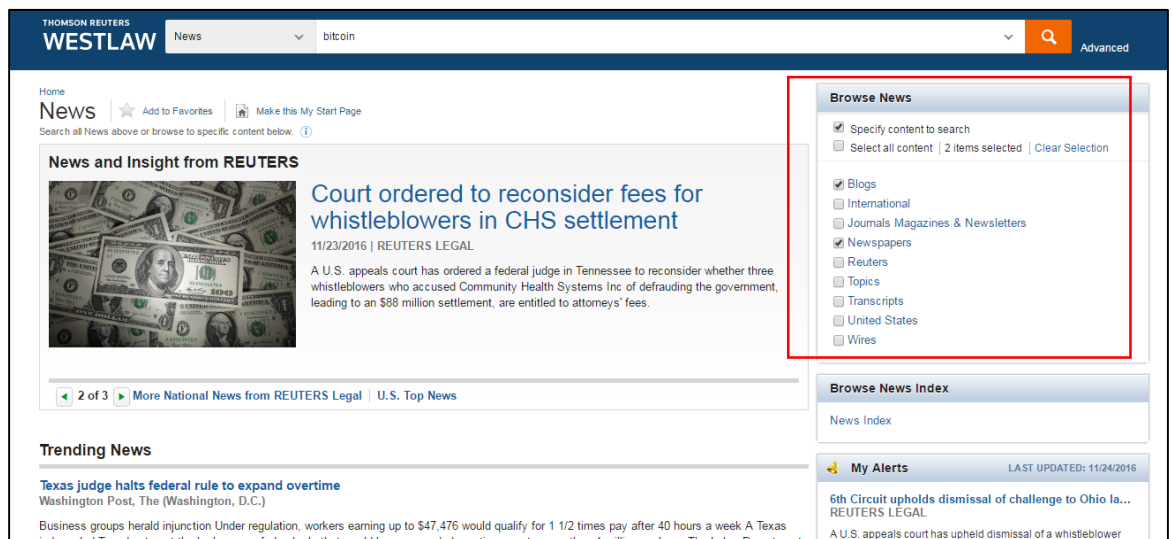 THOMSON REUTERS
WESTLAW
News
bitcoin
Advanced
Home
News Add to Favorites Make this My Start Page
Search all News above or browse to specific content below.
News and Insight from REUTERS
Court ordered to reconsider fees for
whistleblowers in CHS settlement
11/23/2016 | REUTERS LEGAL
A U.S. appeals court has ordered a federal judge in Tennessee to reconsider whether three
whistleblowers who accused Community Health Systems Inc of defrauding the government,
leading to an $88 million settlement, are entitled to attorneys' fees.
2 of 3 More National News from REUTERS Legal | U.S. Top News
Trending News
Texas judge halts federal rule to expand overtime
Washington Post, The (Washington, D.C.)
Business groups herald injunction Under regulation, workers earning up to $47,476 would qualify for 1 1/2 times pay after 40 hours a week A Texas
Browse News
Specify content to search
Select all content 2 items selected Clear Selection
Blogs
International
Journals Magazines & Newsletters
Newspapers
Reuters
Topics
Transcripts
United States
Wires
Browse News Index
News Index
My Alerts LAST UPDATED: 11/24/2016
6th Circuit upholds dismissal of challenge to Ohio la...
REUTERS LEGAL
A U.S. appeals court has upheld dismissal of a whistleblower